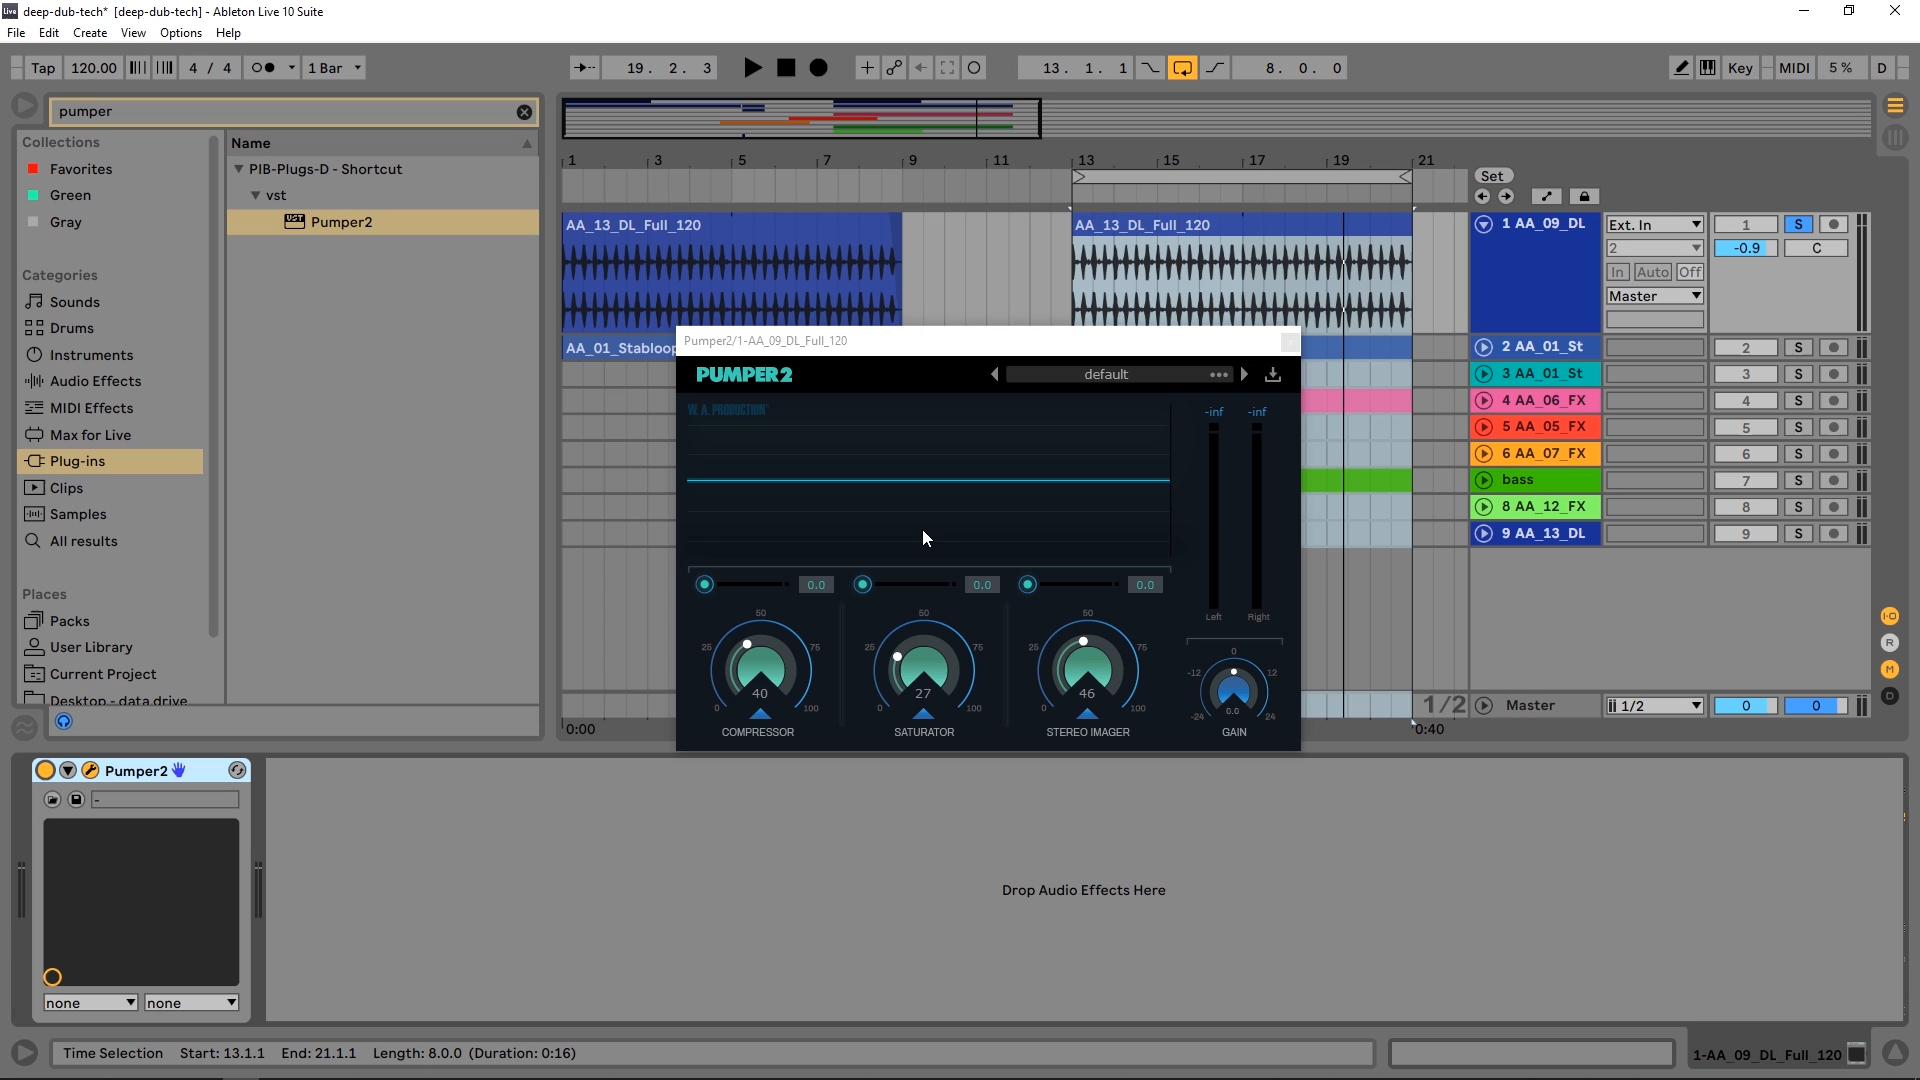 Live deep-dub-tech* [deep-dub-tech] - Ableton Live 10 Suite
File Edit Create View Options Help
Tap 120.00 4 / 4 1 Bar 19. 2. 3 13. 1. 1 8. 0. 0 Key MIDI 5 % D
pumper
Collections
Favorites
Green
Gray
Categories
Sounds
Drums
Instruments
Audio Effects
MIDI Effects
Max for Live
Plug-ins
Clips
Samples
All results
Places
Packs
User Library
Current Project
Desktop - data.drive
Name
PIB-Plugs-D - Shortcut
vst
VST Pumper2
1 3 5 7 9 11 13 15 17 19 21
Set
AA_13_DL_Full_120 AA_13_DL_Full_120
AA_01_Stabloop
0:00 0:40
1/2
1 AA_09_DL Ext. In 1 S
2 -0.9 C
In Auto Off
Master
2 AA_01_St 2 S
3 AA_01_St 3 S
4 AA_06_FX 4 S
5 AA_05_FX 5 S
6 AA_07_FX 6 S
bass 7 S
8 AA_12_FX 8 S
9 AA_13_DL 9 S
Master 1/2 0 0
I-O
R
M
D
Pumper2/1-AA_09_DL_Full_120
PUMPER2 default
W. A. PRODUCTION
-inf -inf
Left Right
0.0 0.0 0.0
0 25 50 75 100 40
COMPRESSOR
0 25 50 75 100 27
SATURATOR
0 25 50 75 100 46
STEREO IMAGER
-24 -12 0 12 24 0.0
GAIN
Pumper2
-
none none
Drop Audio Effects Here
Time Selection Start: 13.1.1 End: 21.1.1 Length: 8.0.0 (Duration: 0:16)
1-AA_09_DL_Full_120